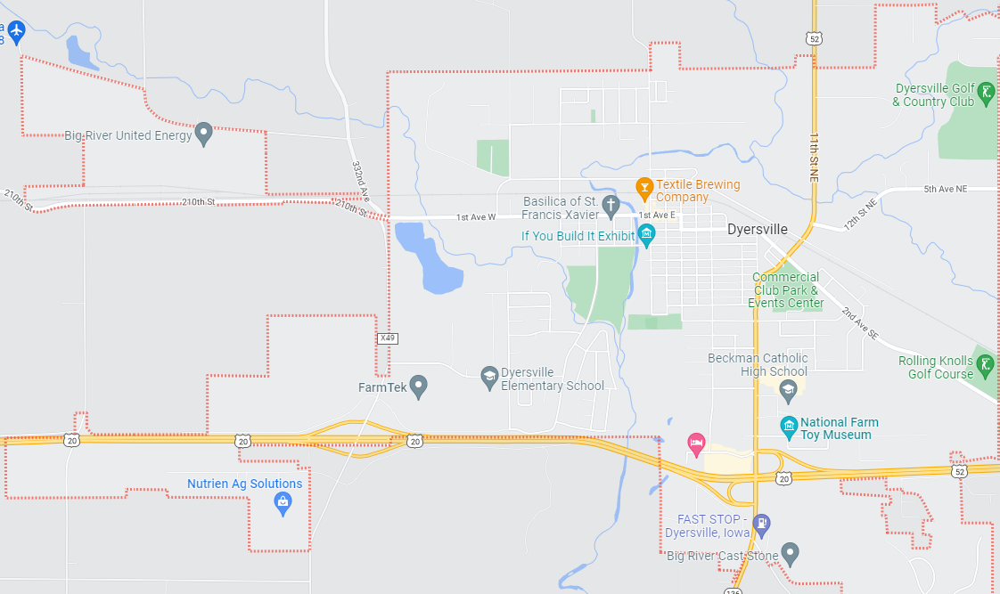 a
8
52
Dyersville Golf
& Country Club
Big River United Energy
11th St NE
332nd Ave
210th St
210th St
210th St
Textile Brewing
Company
5th Ave NE
12th St NE
Basilica of St.
Francis Xavier
1st Ave W
1st Ave E
If You Build It Exhibit
Dyersville
Commercial
Club Park &
Events Center
2nd Ave SE
X49
Beckman Catholic
High School
Rolling Knolls
Golf Course
FarmTek
Dyersville
Elementary School
National Farm
Toy Museum
20
20
20
52
20
Nutrien Ag Solutions
FAST STOP -
Dyersville, Iowa
Big River Cast Stone
136